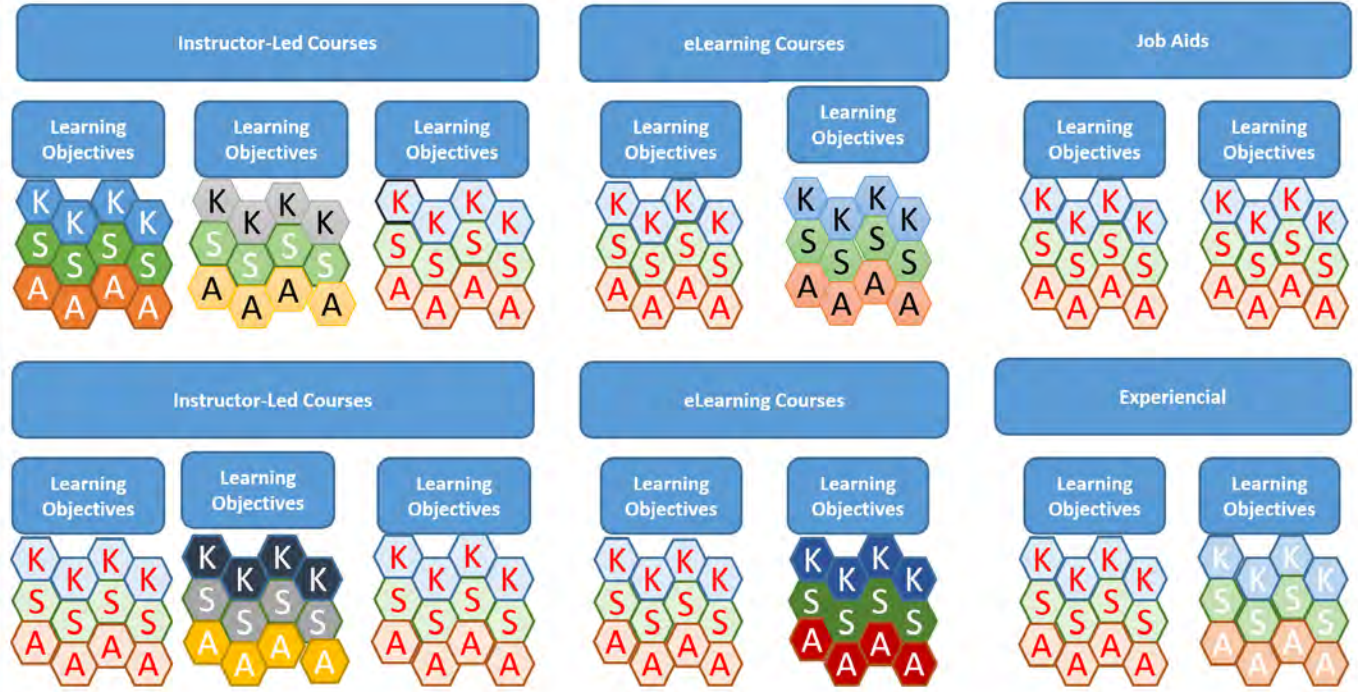 Instructor-Led Courses
Learning
Objectives
K K K K
S S S S
A A A A
Learning
Objectives
K K K K
S S S S
A A A A
Learning
Objectives
K K K K
S S S S
A A A A
eLearning Courses
Learning
Objectives
K K K K
S S S S
A A A A
Learning
Objectives
K K K K
S S S S
A A A A
Job Aids
Learning
Objectives
K K K K
S S S S
A A A A
Learning
Objectives
K K K K
S S S S
A A A A
Instructor-Led Courses
Learning
Objectives
K K K K
S S S S
A A A A
Learning
Objectives
K K K K
S S S S
A A A A
Learning
Objectives
K K K K
S S S S
A A A A
eLearning Courses
Learning
Objectives
K K K K
S S S S
A A A A
Learning
Objectives
K K K K
S S S S
A A A A
Experiencial
Learning
Objectives
K K K K
S S S S
A A A A
Learning
Objectives
K K K K
S S S S
A A A A